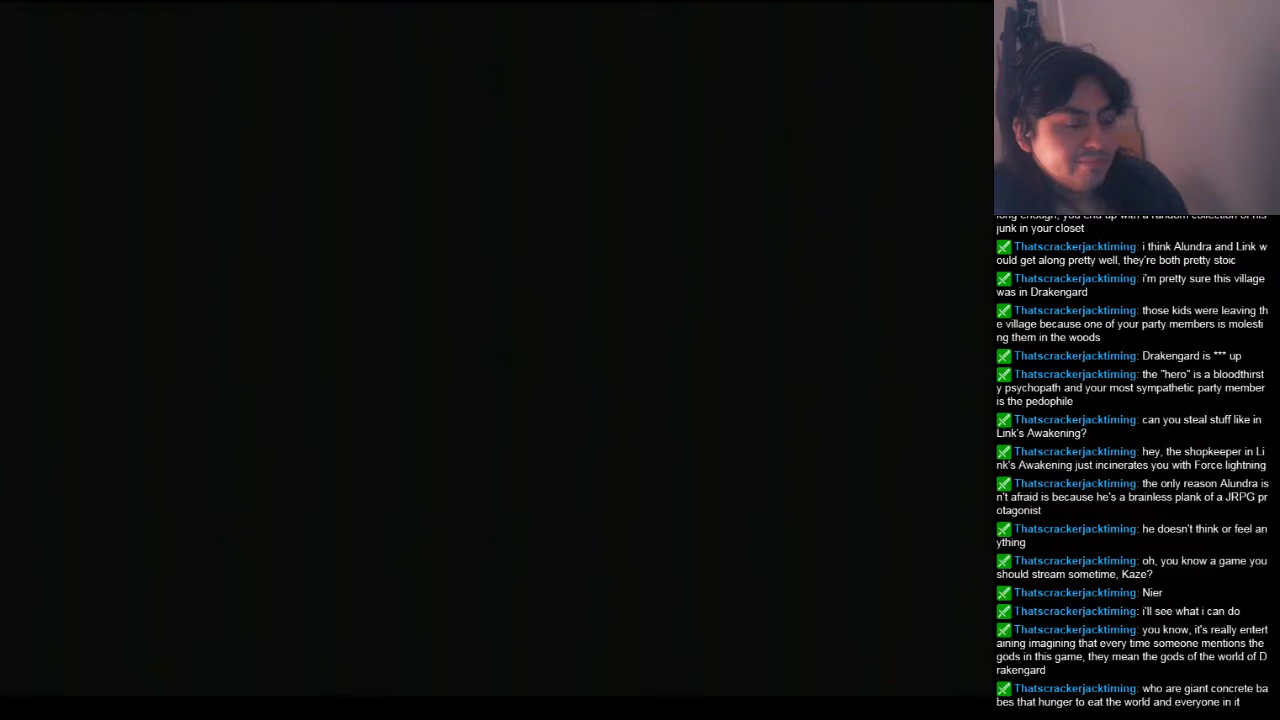 junk in your closet
Thatscrackerjacktiming: i think Alundra and Link w
ould get along pretty well, they're both pretty stoic
Thatscrackerjacktiming: i'm pretty sure this village
was in Drakengard
Thatscrackerjacktiming: those kids were leaving th
e village because one of your party members is molesti
ng them in the woods
Thatscrackerjacktiming: Drakengard is *** up
Thatscrackerjacktiming: the "hero" is a bloodthirst
y psychopath and your most sympathetic party member
is the pedophile
Thatscrackerjacktiming: can you steal stuff like in
Link's Awakening?
Thatscrackerjacktiming: hey, the shopkeeper in Li
nk's Awakening just incinerates you with Force lightning
Thatscrackerjacktiming: the only reason Alundra is
n't afraid is because he's a brainless plank of a JRPG pr
otagonist
Thatscrackerjacktiming: he doesn't think or feel an
ything
Thatscrackerjacktiming: oh, you know a game you
should stream sometime, Kaze?
Thatscrackerjacktiming: Nier
Thatscrackerjacktiming: i'll see what i can do
Thatscrackerjacktiming: you know, it's really entert
aining imagining that every time someone mentions the
gods in this game, they mean the gods of the world of D
rakengard
Thatscrackerjacktiming: who are giant concrete ba
bes that hunger to eat the world and everyone in it